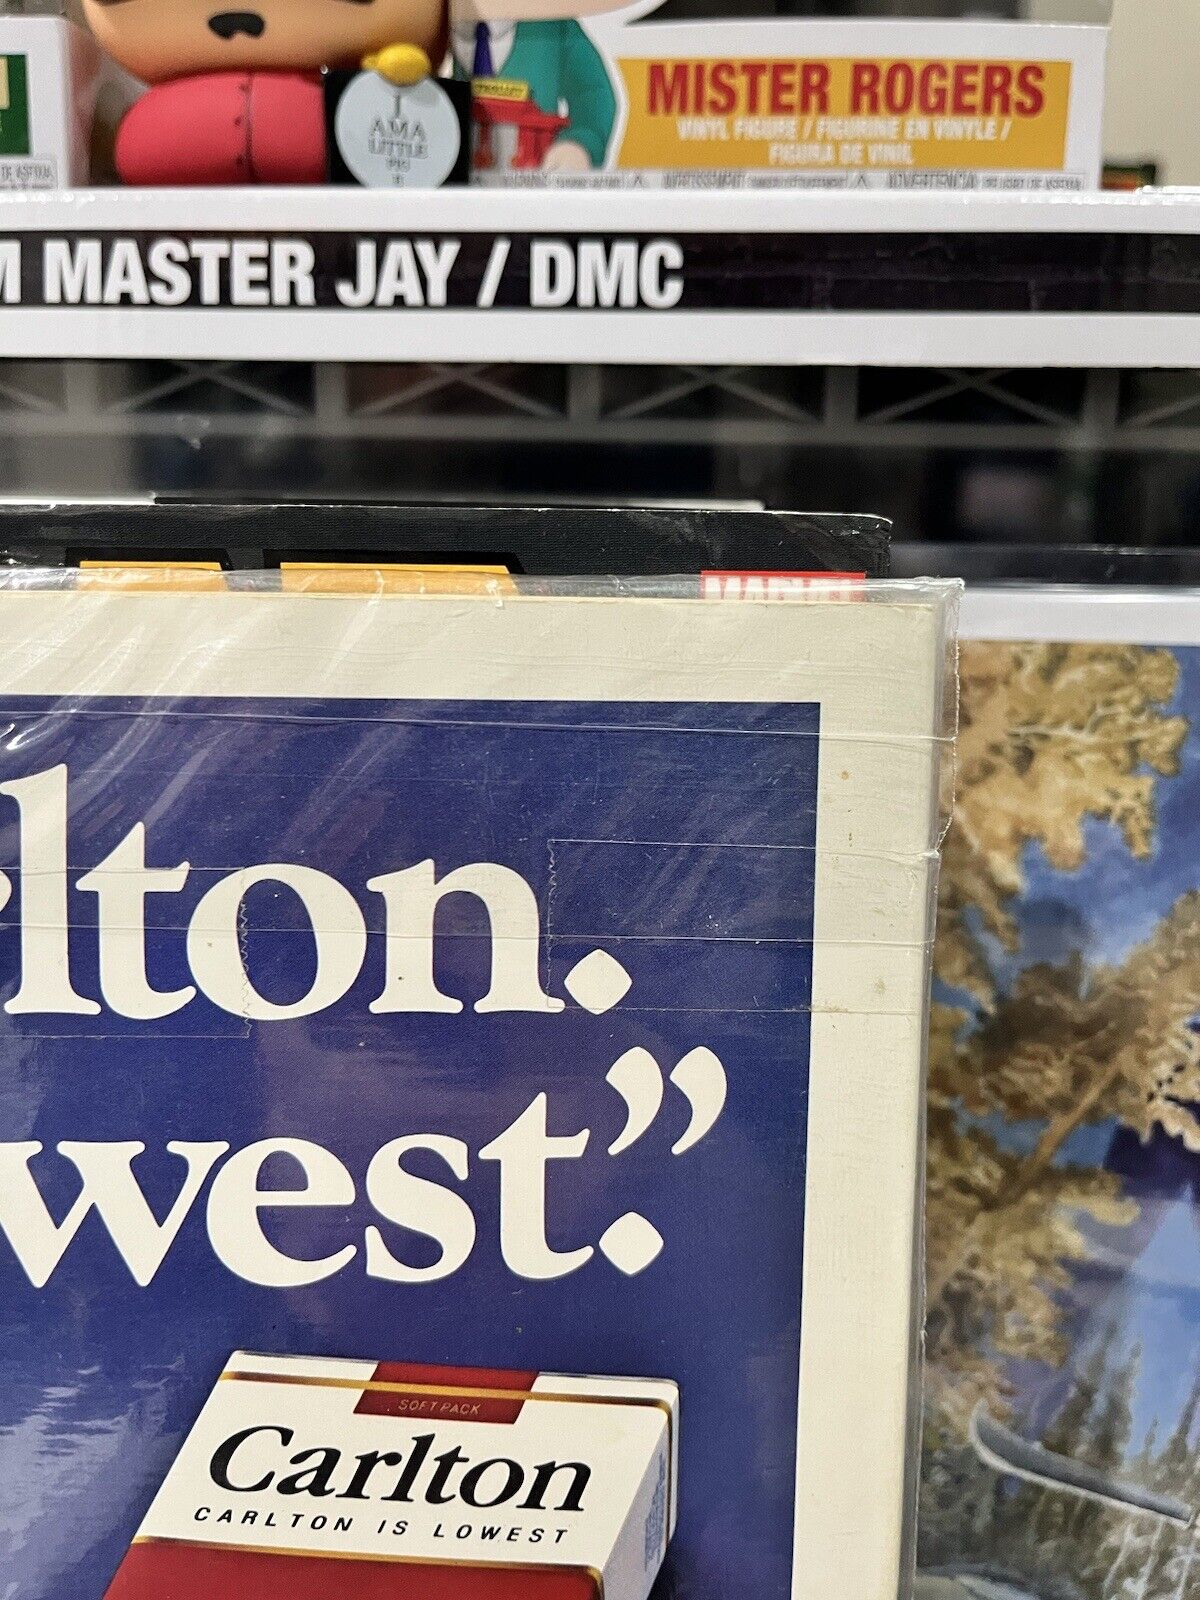 I
AM A
LITTLE
MISTER ROGERS
VINYL FIGURE / FIGURINE EN VINYLE /
FIGURA DE VINIL
MASTER JAY / DMC
MARVEL
lton.
west.”
SOFT PACK
Carlton
CARLTON IS LOWEST